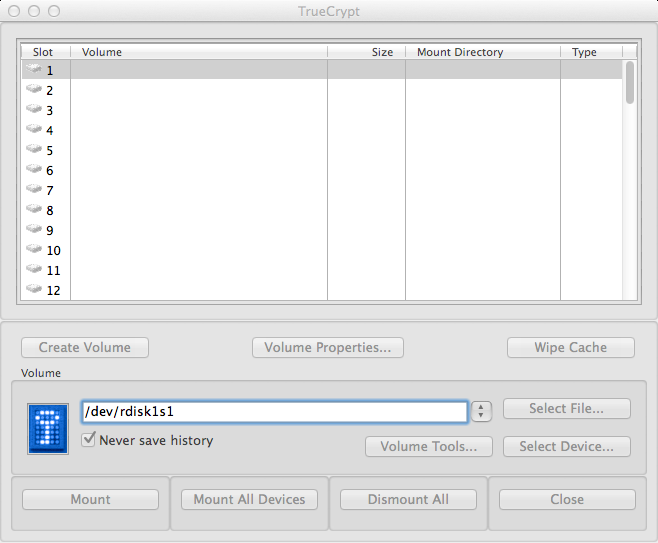 TrueCrypt
Slot Volume Size Mount Directory Type
1
2
3
4
5
6
7
8
9
10
11
12
Create Volume Volume Properties... Wipe Cache
Volume
/dev/rdisk1s1 Select File...
Never save history Volume Tools... Select Device...
Mount Mount All Devices Dismount All Close